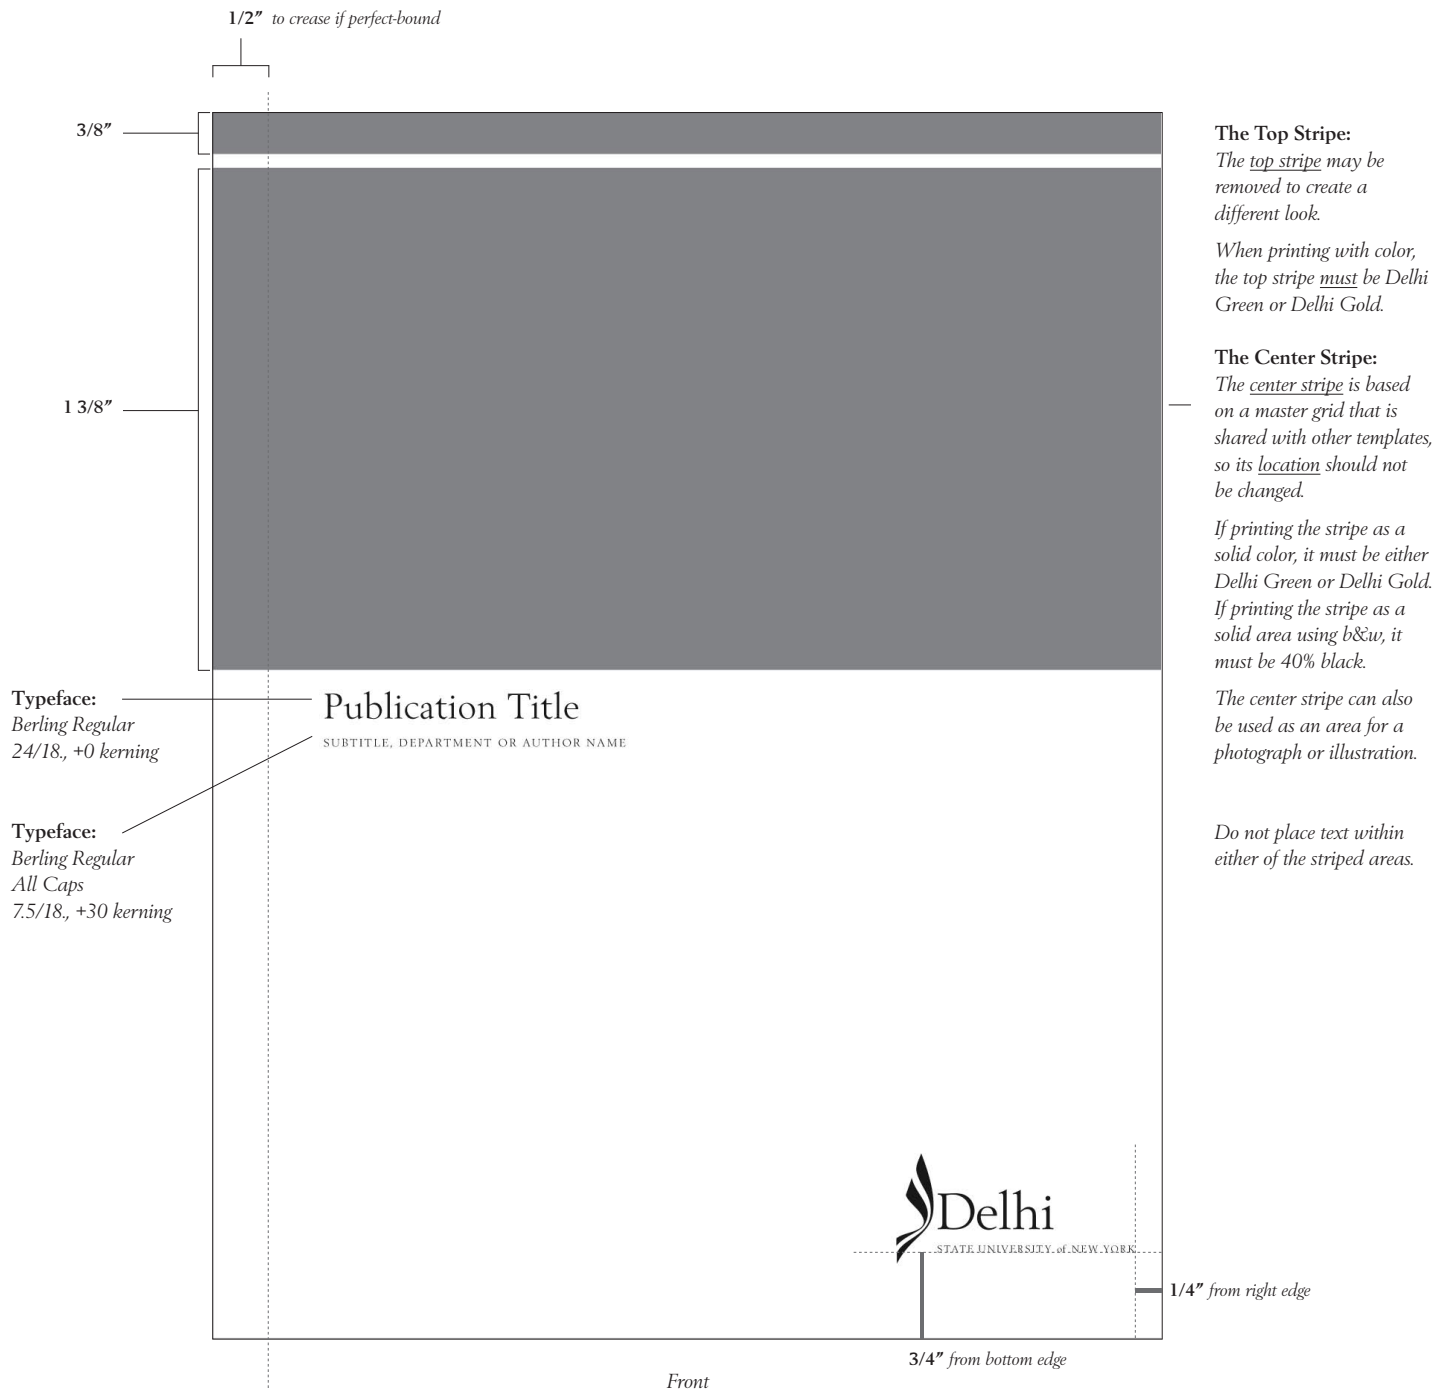 1/2” to crease if perfect-bound
3/8”
1 3/8”
The Top Stripe:
The top stripe may be
removed to create a
different look.
When printing with color,
the top stripe must be Delhi
Green or Delhi Gold.
The Center Stripe:
The center stripe is based
on a master grid that is
shared with other templates,
so its location should not
be changed.
If printing the stripe as a
solid color, it must be either
Delhi Green or Delhi Gold.
If printing the stripe as a
solid area using b&w, it
must be 40% black.
The center stripe can also
be used as an area for a
photograph or illustration.
Do not place text within
either of the striped areas.
Typeface:
Berling Regular
24/18., +0 kerning
Typeface:
Berling Regular
All Caps
7.5/18., +30 kerning
Publication Title
SUBTITLE, DEPARTMENT OR AUTHOR NAME
Delhi
STATE UNIVERSITY of NEW YORK
1/4” from right edge
3/4” from bottom edge
Front